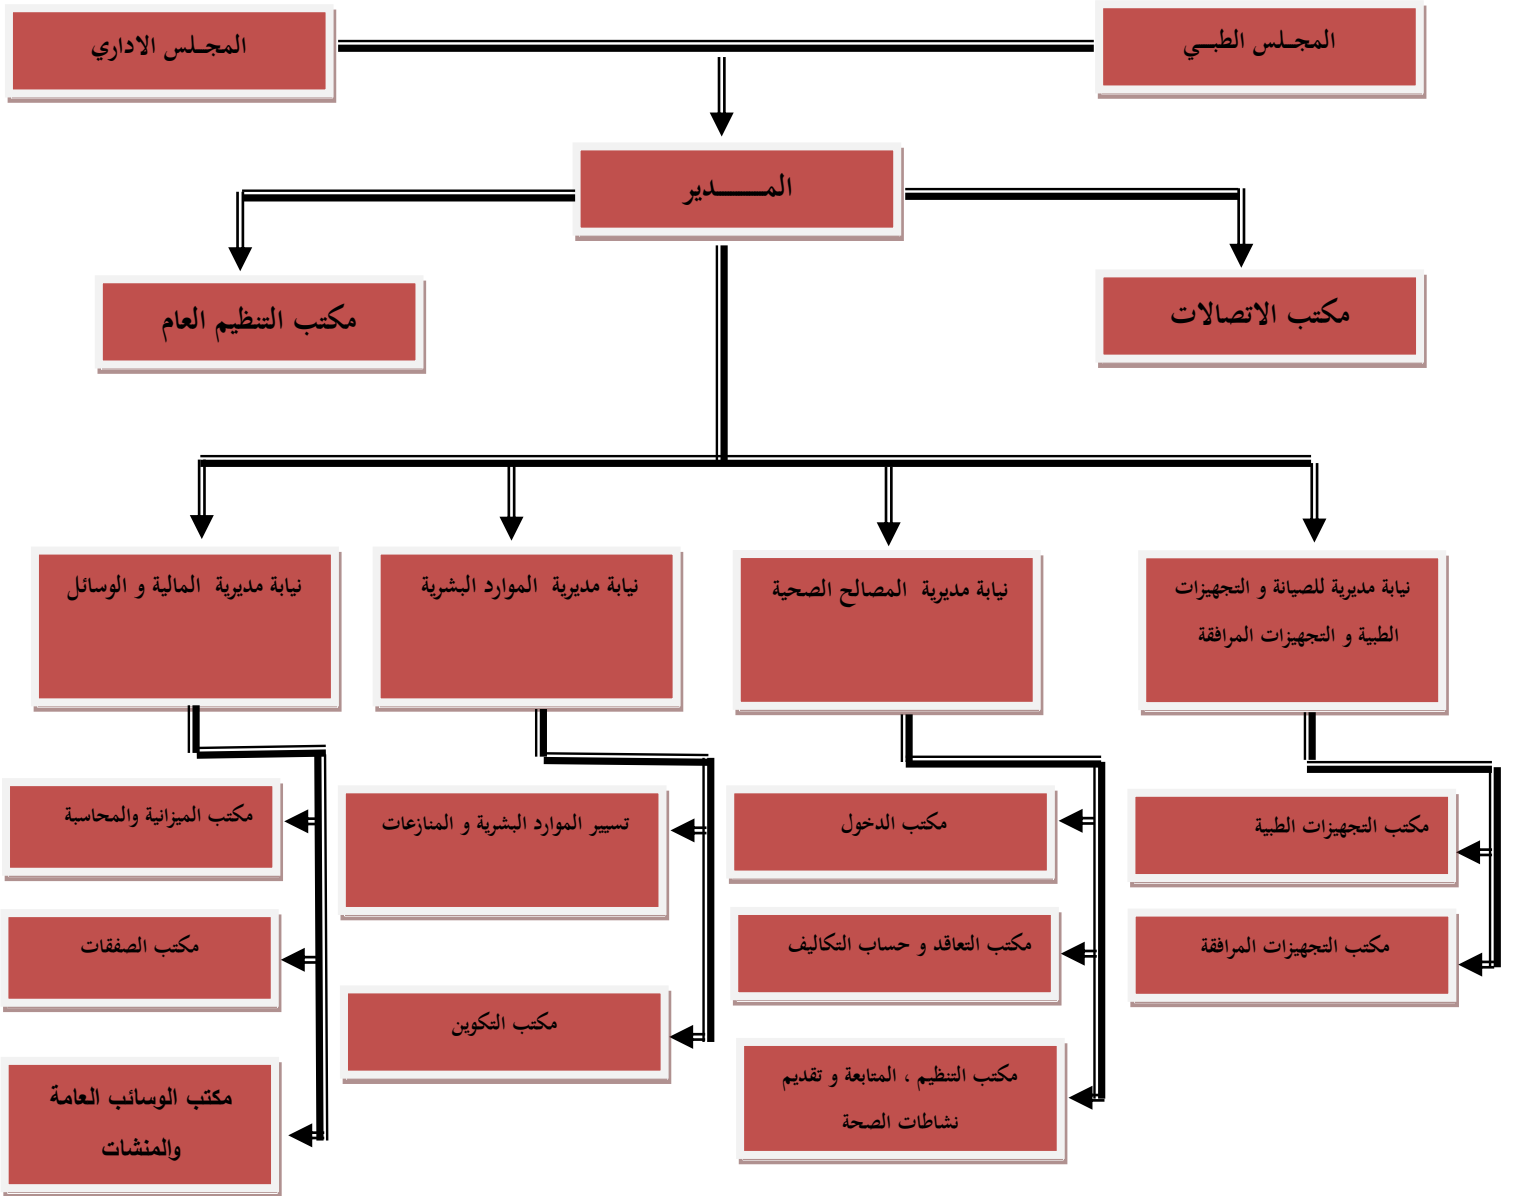 المجلس الطبي
المجلس الاداري
المدير
مكتب الاتصالات
مكتب التنظيم العام
نيابة مديرية للصيانة و التجهيزات
الطبية و التجهيزات المرافقة
نيابة مديرية المصالح الصحية
نيابة مديرية الموارد البشرية
نيابة مديرية المالية و الوسائل
مكتب التجهيزات الطبية
مكتب التجهيزات المرافقة
مكتب الدخول
مكتب التعاقد و حساب التكاليف
مكتب التنظيم ، المتابعة و تقديم
نشاطات الصحة
تسيير الموارد البشرية و المنازعات
مكتب التكوين
مكتب الميزانية والمحاسبة
مكتب الصفقات
مكتب الوسائب العامة
والمنشات